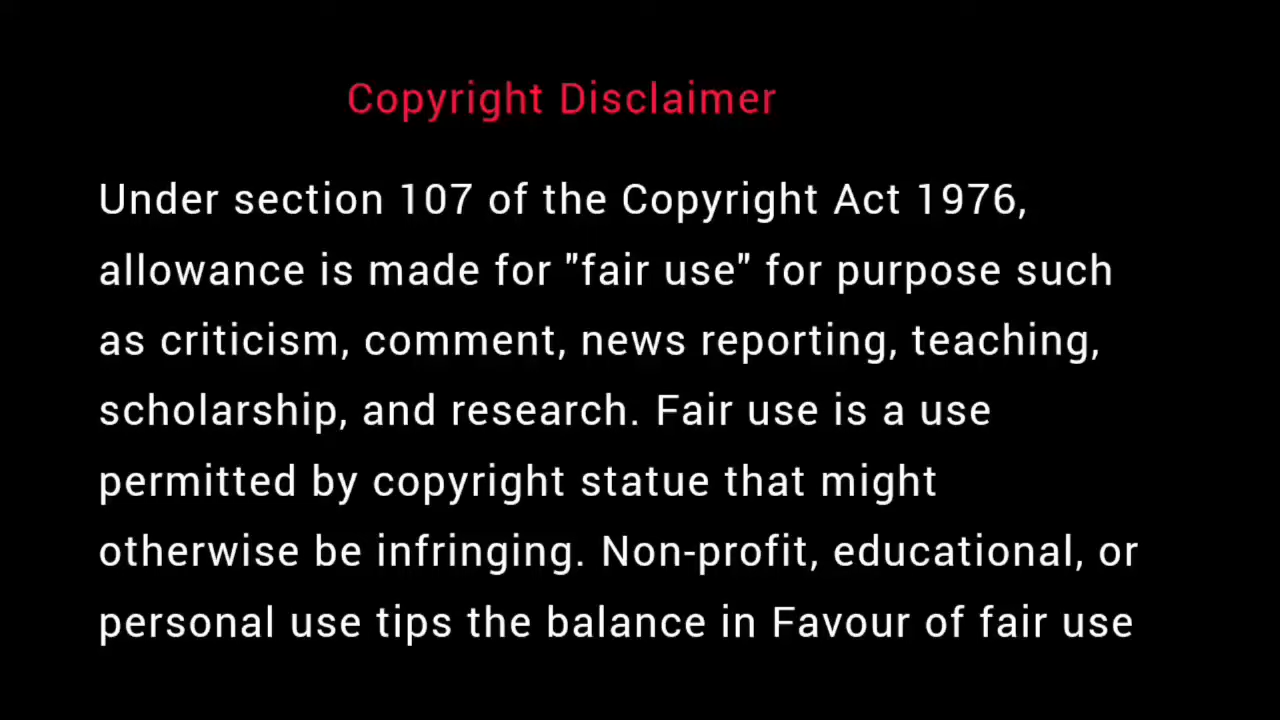 Copyright Disclaimer
Under section 107 of the Copyright Act 1976,
allowance is made for "fair use" for purpose such
as criticism, comment, news reporting, teaching,
scholarship, and research. Fair use is a use
permitted by copyright statue that might
otherwise be infringing. Non-profit, educational, or
personal use tips the balance in Favour of fair use